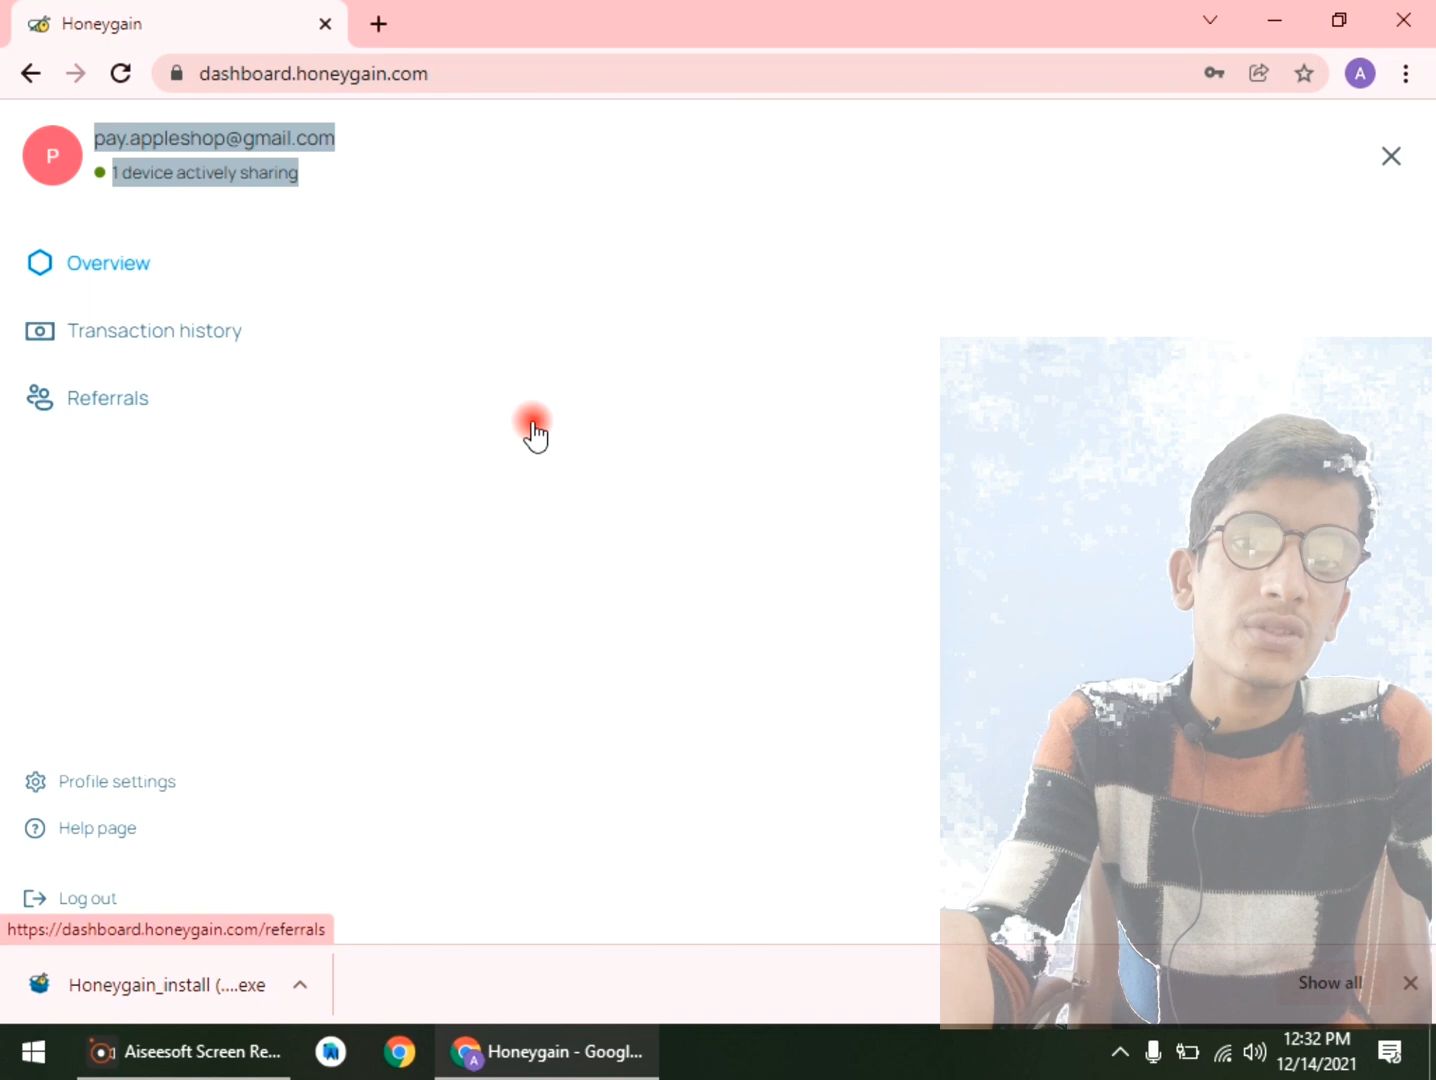 Honeygain
dashboard.honeygain.com
A
P
pay.appleshop@gmail.com
1 device actively sharing
Overview
Transaction history
Referrals
Profile settings
Help page
Log out
https://dashboard.honeygain.com/referrals
Honeygain_install (....exe
Show all
Aiseesoft Screen Re...
Honeygain - Googl...
12:32 PM
12/14/2021